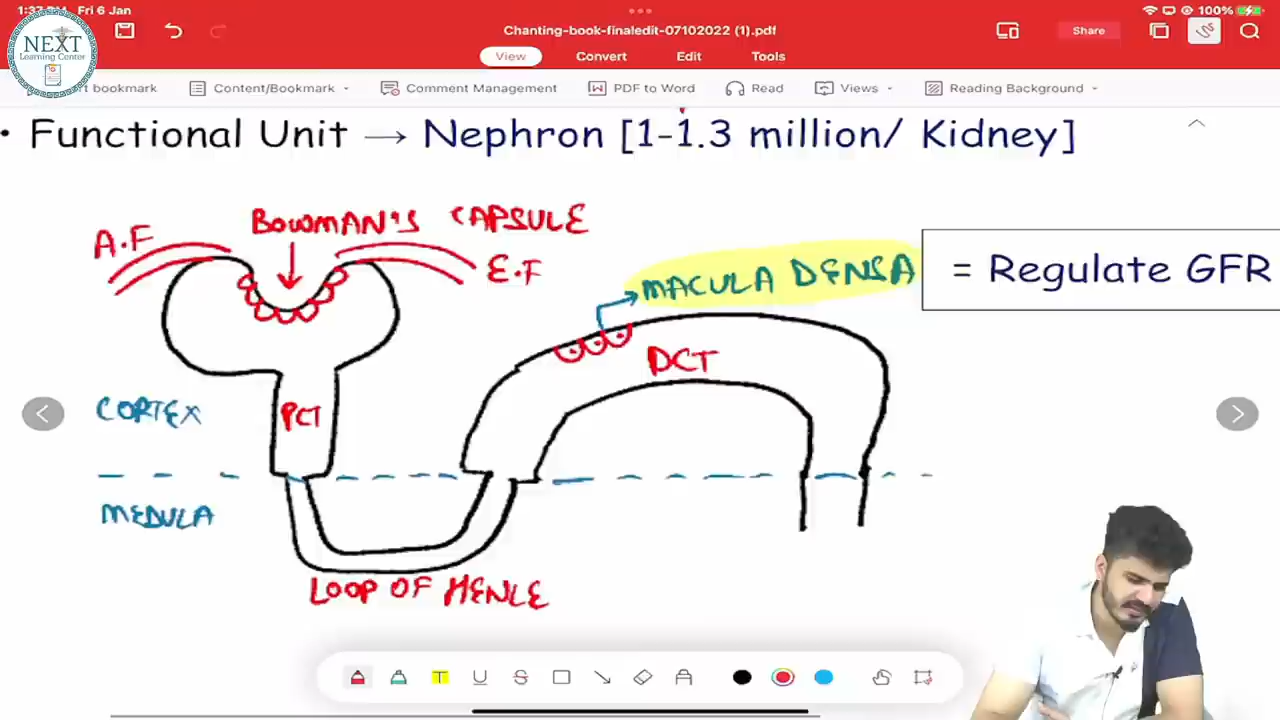 1:37 PM Fri 6 Jan
100%
NEXT
Learning Center
Chanting-book-finaledit-07102022 (1).pdf
Share
View Convert Edit Tools
bookmark Content/Bookmark Comment Management PDF to Word Read Views Reading Background
• Functional Unit → Nephron [1-1.3 million/ Kidney]
BOWMAN'S CAPSULE
A.F
E.F
MACULA DENSA
= Regulate GFR
DCT
CORTEX
PCT
MEDULA
LOOP OF HENLE
T U S A